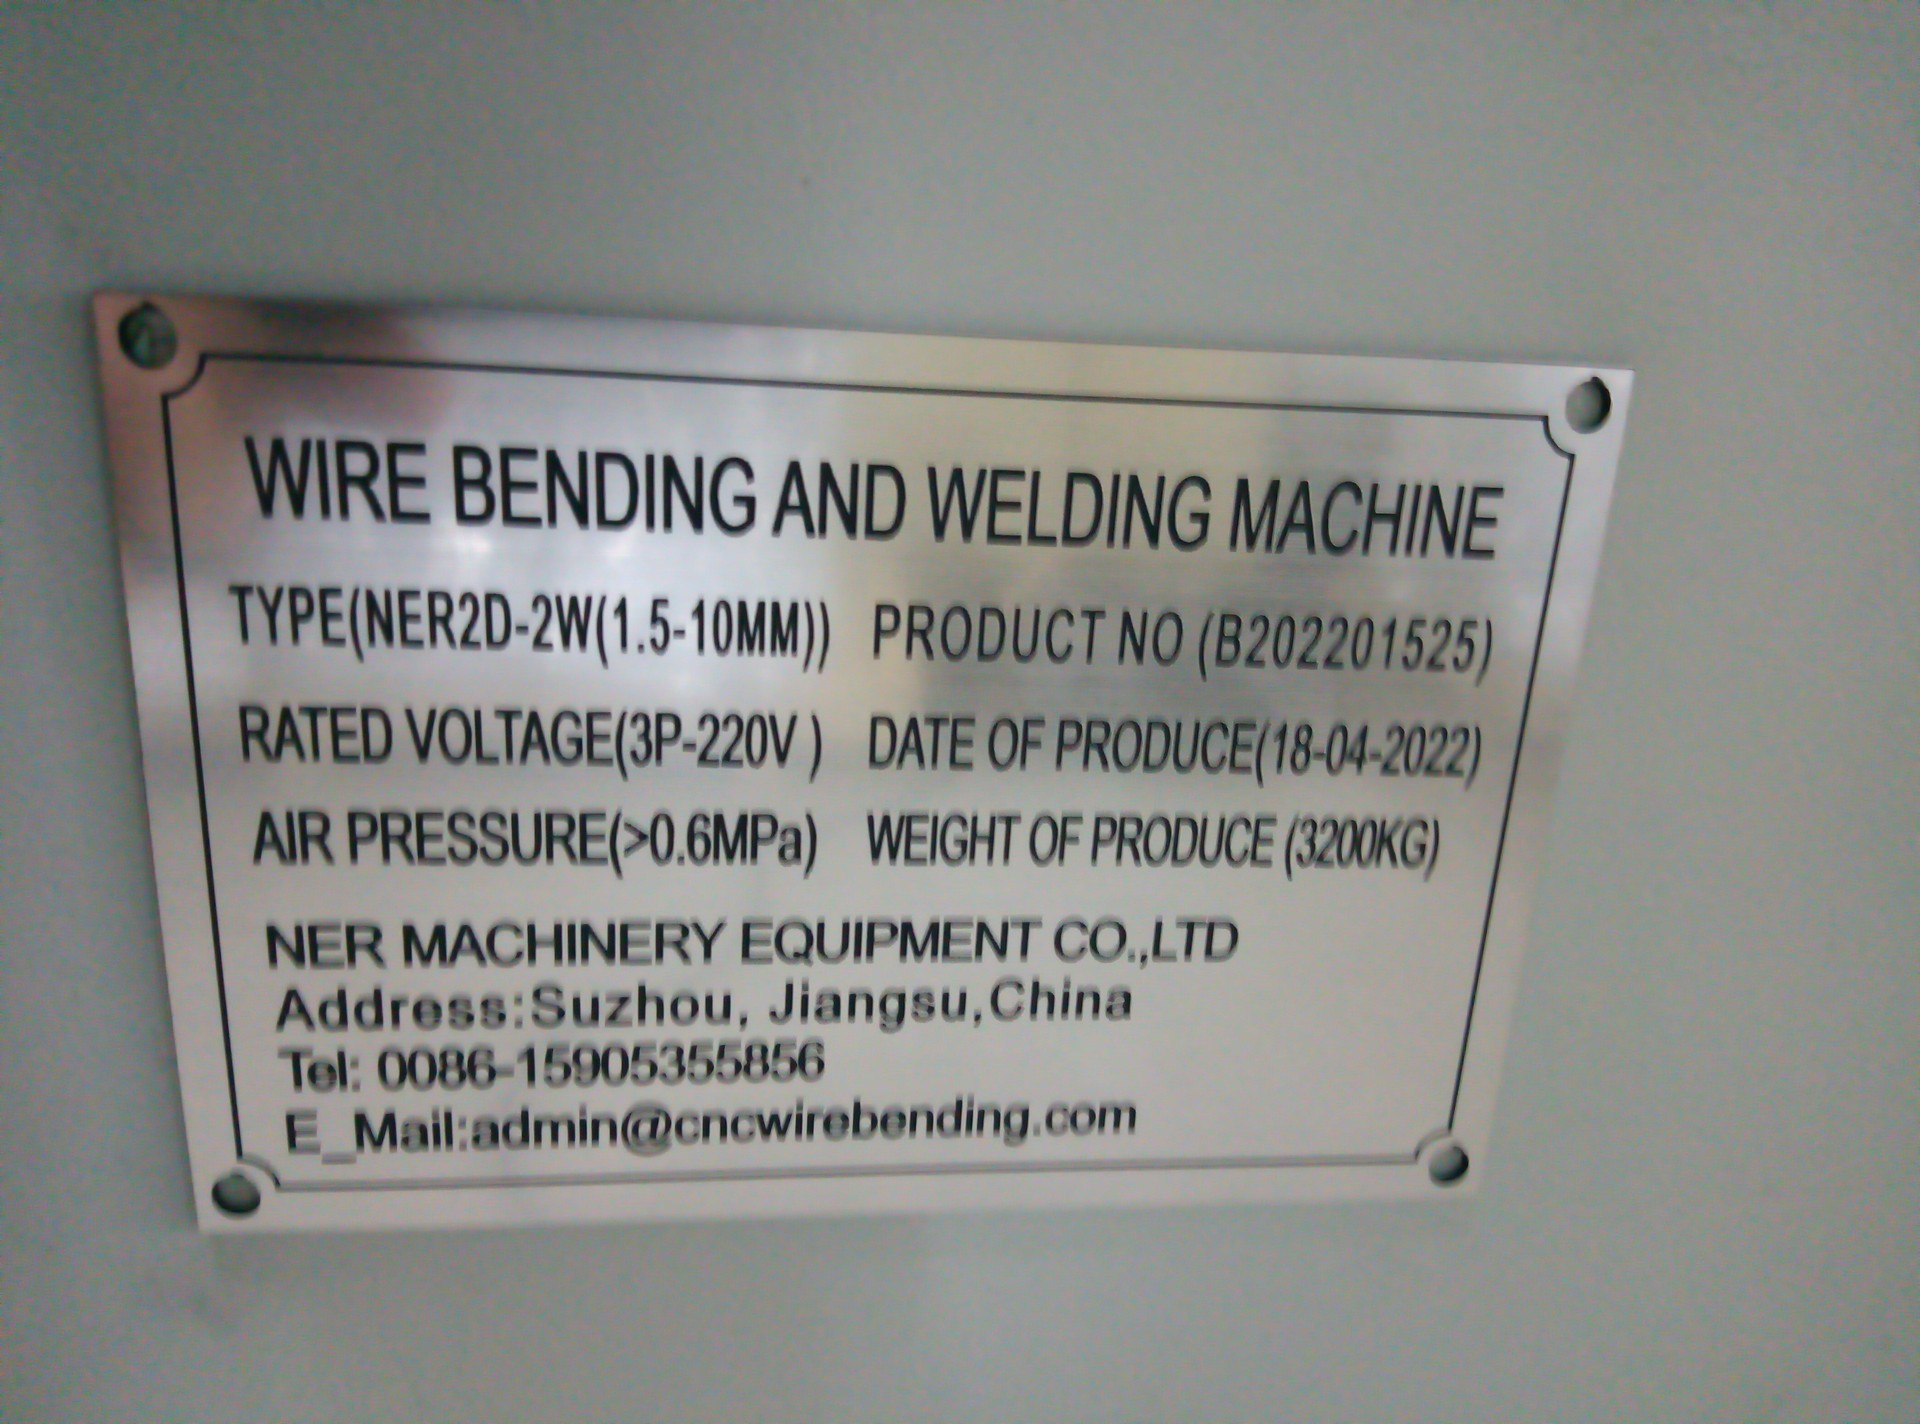 WIRE BENDING AND WELDING MACHINE
TYPE(NER2D-2W(1.5-10MM)) PRODUCT NO (B202201525)
RATED VOLTAGE(3P-220V ) DATE OF PRODUCE(18-04-2022)
AIR PRESSURE(>0.6MPa) WEIGHT OF PRODUCE (3200KG)
NER MACHINERY EQUIPMENT CO.,LTD
Address:Suzhou, Jiangsu,China
Tel: 0086-15905355856
E_Mail:admin@cncwirebending.com